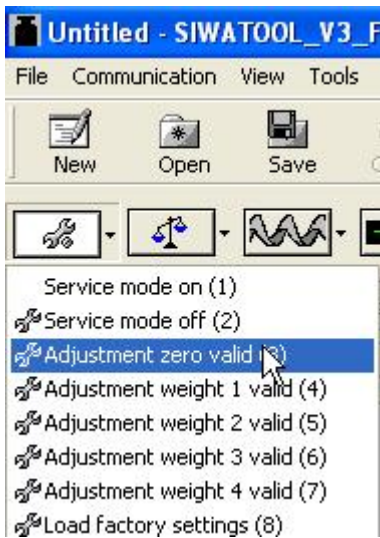 Untitled - SIWATOOL_V3_F
File Communication View Tools
New Open Save
Service mode on (1)
Service mode off (2)
Adjustment zero valid (3)
Adjustment weight 1 valid (4)
Adjustment weight 2 valid (5)
Adjustment weight 3 valid (6)
Adjustment weight 4 valid (7)
Load factory settings (8)